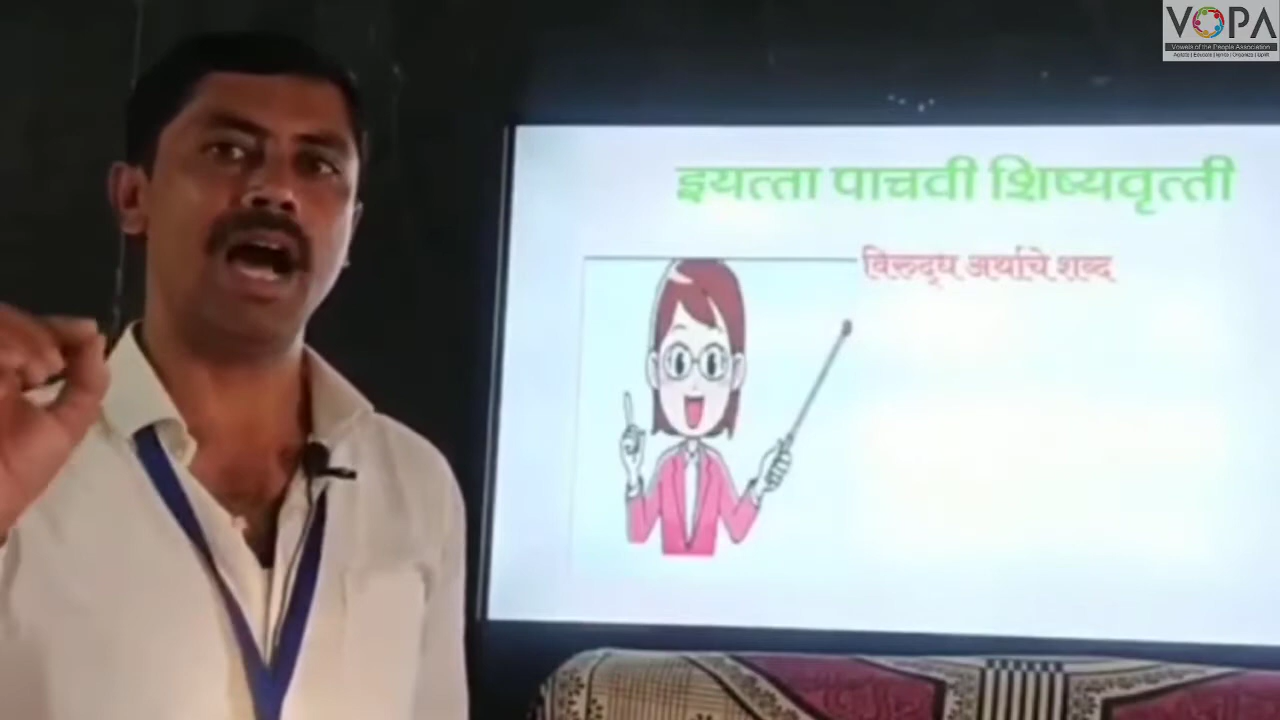 VOPA
Vowels of the People Association
इयत्ता पाचवी शिष्यवृत्ती
विरुद्ध अर्थाचे शब्द